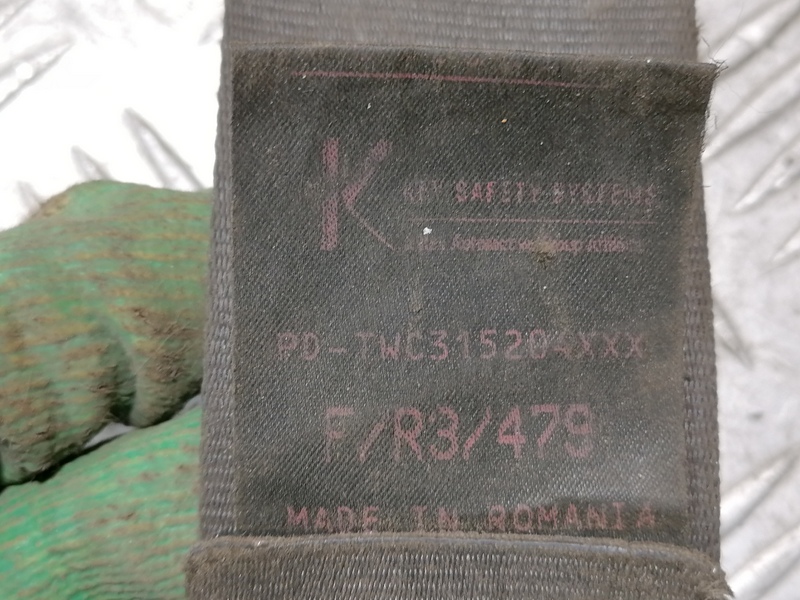 K
KEY SAFETY SYSTEMS
PD-TWC315204XXX
F/R3/479
MADE IN ROMANIA